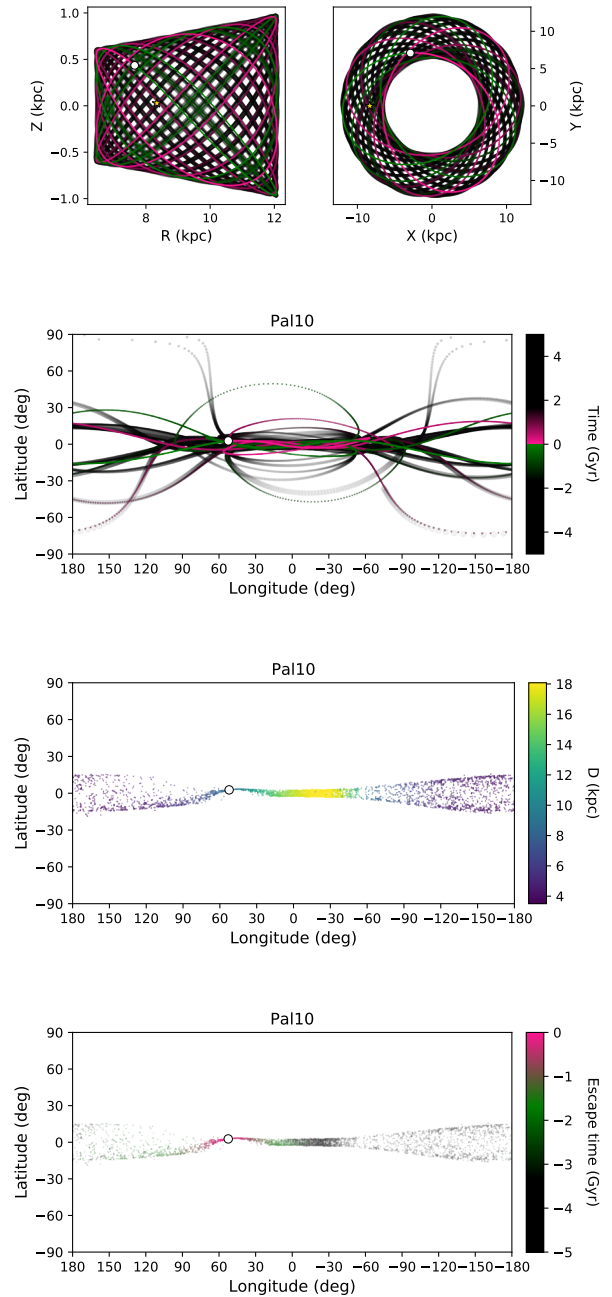 1.0
0.5
0.0
−0.5
−1.0
Z (kpc)
8 10 12
R (kpc)
10
5
0
−5
−10
Y (kpc)
−10 0 10
X (kpc)
Pal10
90
60
30
0
−30
−60
−90
Latitude (deg)
180 150 120 90 60 30 0 −30 −60 −90 −120 −150 −180
Longitude (deg)
4
2
0
−2
−4
Time (Gyr)
Pal10
90
60
30
0
−30
−60
−90
Latitude (deg)
180 150 120 90 60 30 0 −30 −60 −90 −120 −150 −180
Longitude (deg)
18
16
14
12
10
8
6
4
D (kpc)
Pal10
90
60
30
0
−30
−60
−90
Latitude (deg)
180 150 120 90 60 30 0 −30 −60 −90 −120 −150 −180
Longitude (deg)
0
−1
−2
−3
−4
−5
Escape time (Gyr)